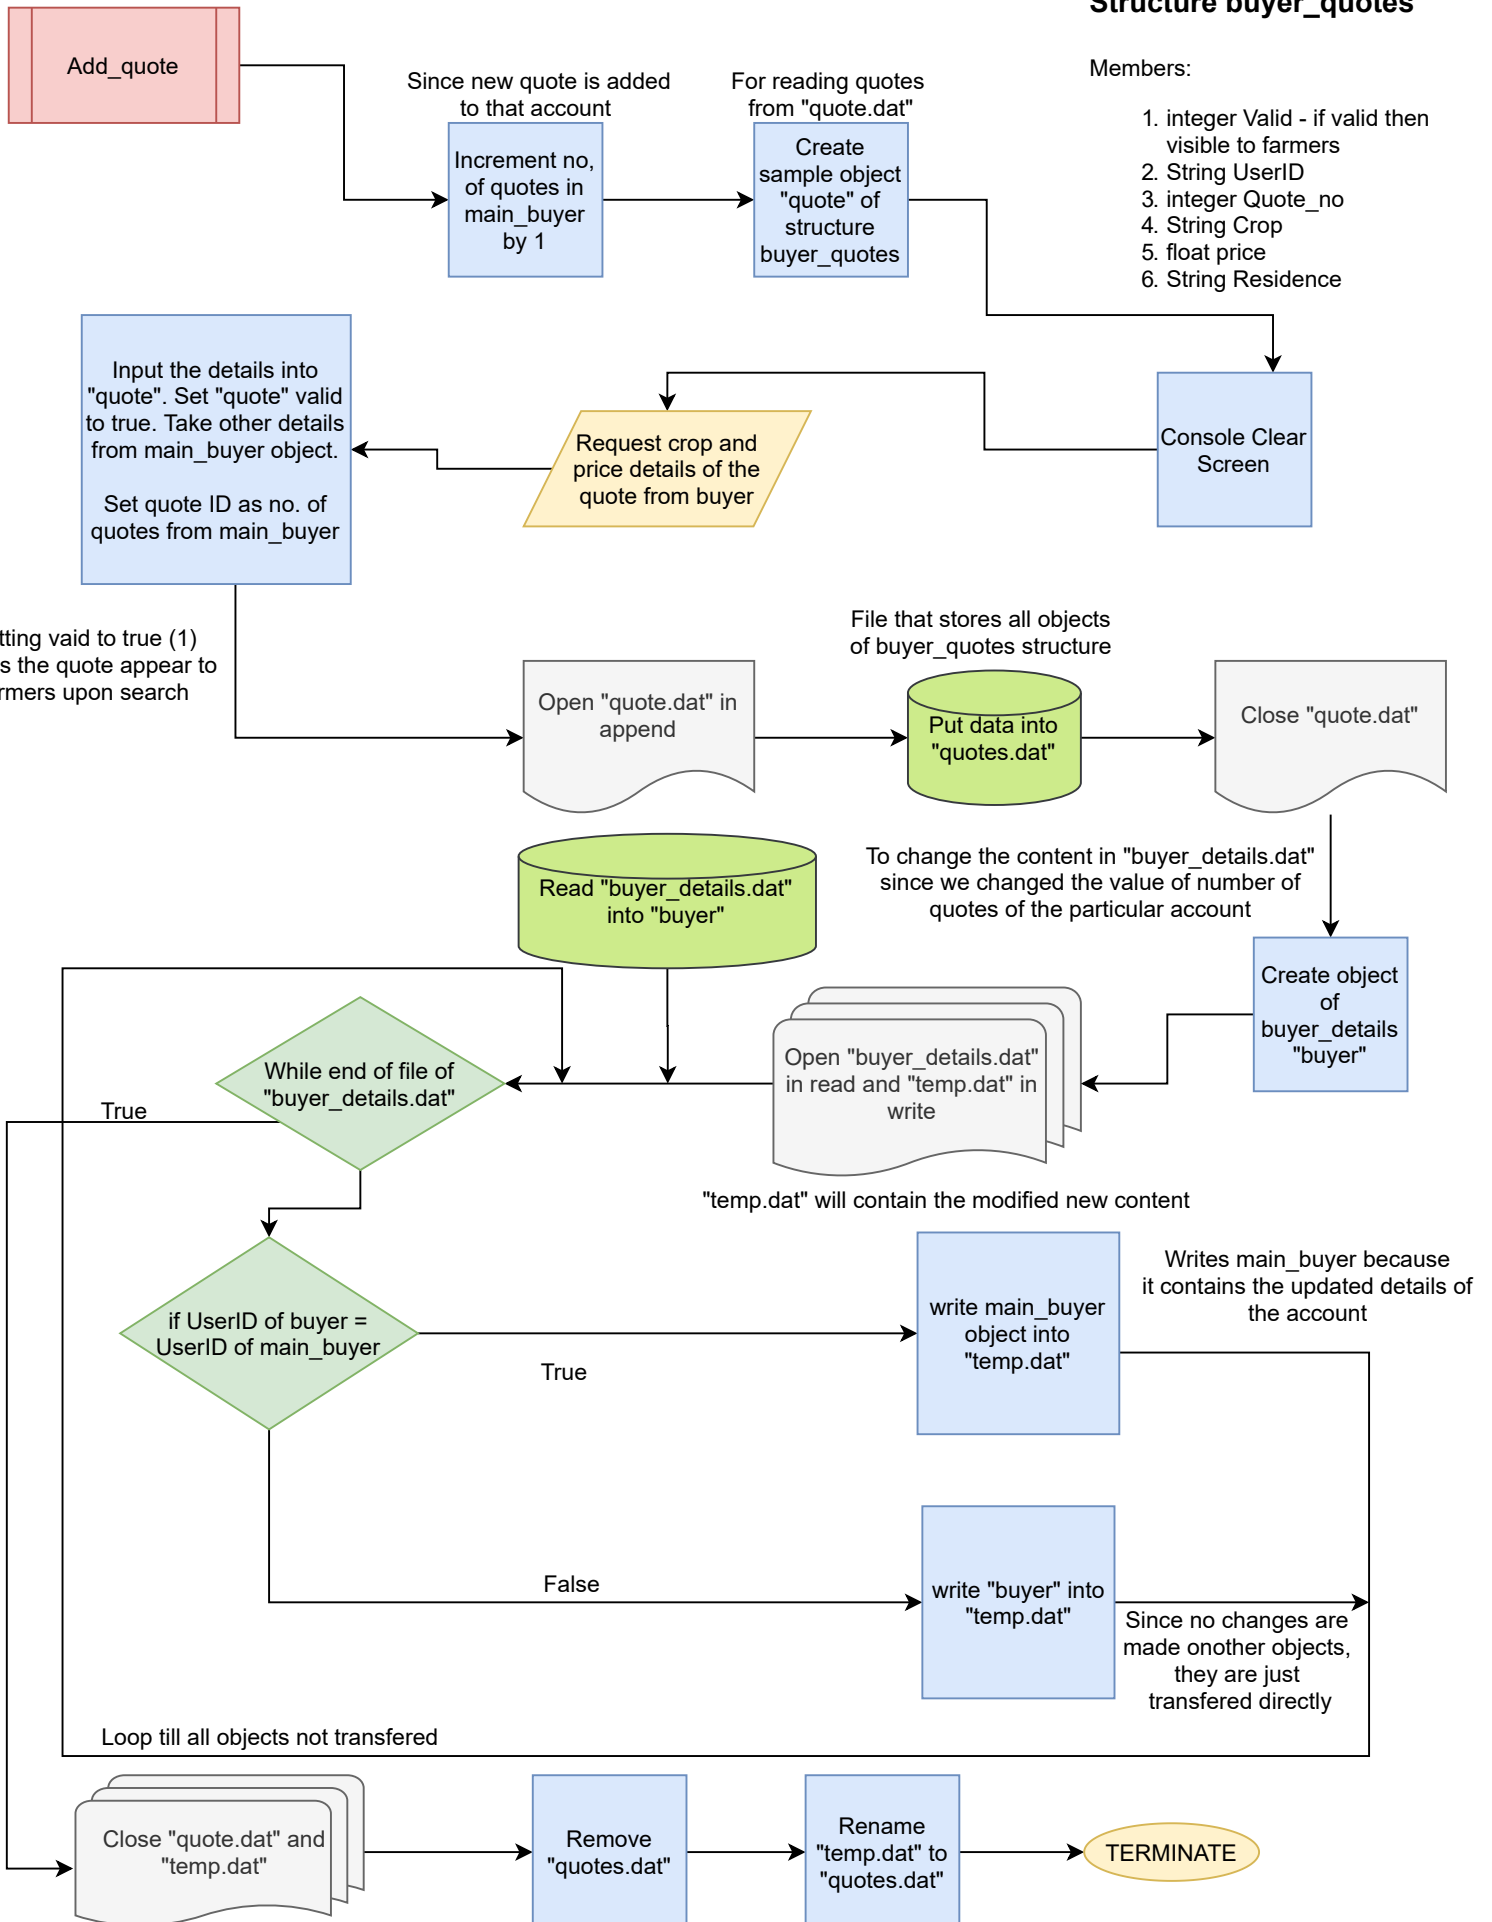 Structure buyer_quotes
Add_quote
Members:
1. integer Valid - if valid then
visible to farmers
2. String UserID
3. integer Quote_no
4. String Crop
5. float price
6. String Residence
Since new quote is added
to that account
For reading quotes
from "quote.dat"
Increment no,
of quotes in
main_buyer
by 1
Create
sample object
"quote" of
structure
buyer_quotes
Input the details into
"quote". Set "quote" valid
to true. Take other details
from main_buyer object.
Set quote ID as no. of
quotes from main_buyer
Request crop and
price details of the
quote from buyer
Console Clear
Screen
tting vaid to true (1)
s the quote appear to
rmers upon search
File that stores all objects
of buyer_quotes structure
Open "quote.dat" in
append
Put data into
"quotes.dat"
Close "quote.dat"
Read "buyer_details.dat"
into "buyer"
To change the content in "buyer_details.dat"
since we changed the value of number of
quotes of the particular account
Create object
of
buyer_details
"buyer"
Open "buyer_details.dat"
in read and "temp.dat" in
write
While end of file of
"buyer_details.dat"
True
"temp.dat" will contain the modified new content
if UserID of buyer =
UserID of main_buyer
True
write main_buyer
object into
"temp.dat"
Writes main_buyer because
it contains the updated details of
the account
False
write "buyer" into
"temp.dat"
Since no changes are
made onother objects,
they are just
transfered directly
Loop till all objects not transfered
Close "quote.dat" and
"temp.dat"
Remove
"quotes.dat"
Rename
"temp.dat" to
"quotes.dat"
TERMINATE